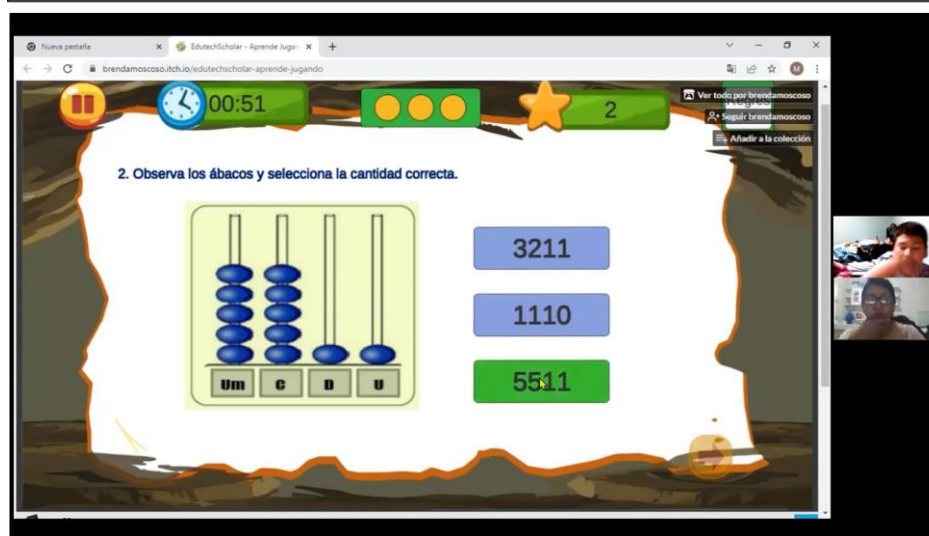 Nueva pestaña
EdutechScholar - Aprende Jugan
brendamoscoso.itch.io/edutechscholar-aprende-jugando
M
00:51
2
Ver todo por brendamoscoso
Seguir brendamoscoso
Añadir a la colección
2. Observa los ábacos y selecciona la cantidad correcta.
3211
1110
5511
Um C D U